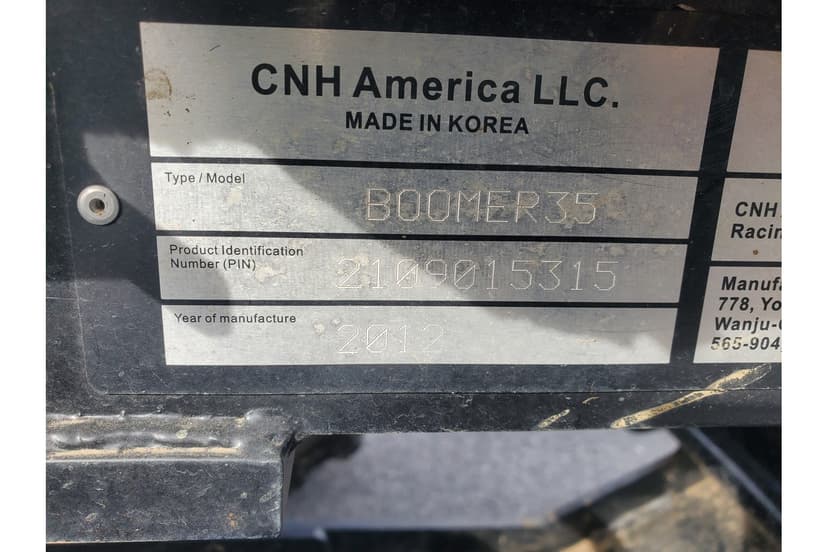 CNH America LLC.
MADE IN KOREA
Type / Model
BOOMER35
Product Identification
Number (PIN)
2109015315
Year of manufacture
2012
CNH
Racin
Manuf
778, Yo
Wanju-
565-904